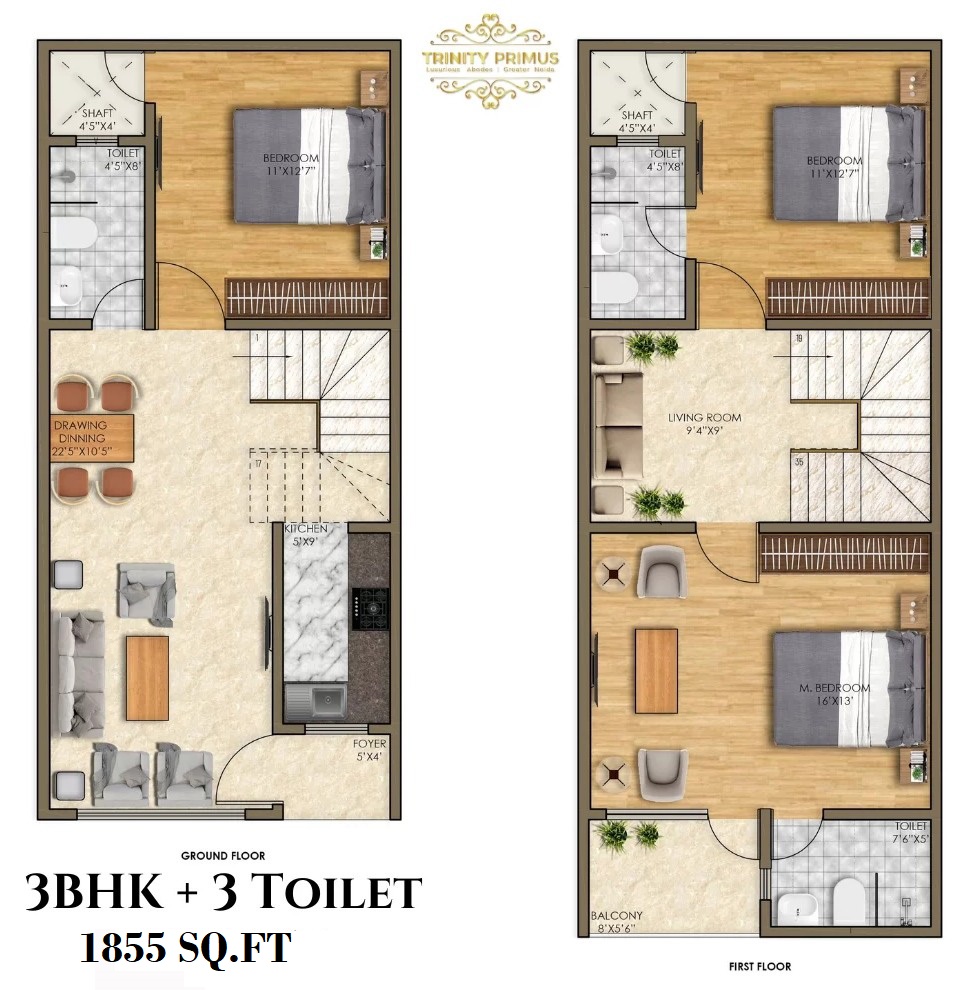 TRINITY PRIMUS
Luxurious Abodes | Greater Noida
SHAFT
4'5"X4'
TOILET
4'5"X8'
BEDROOM
11'X12'7"
1
DRAWING
DINNING
22'5"X10'5"
17
KITCHEN
5'X9'
FOYER
5'X4'
GROUND FLOOR
3BHK + 3 TOILET
1855 SQ.FT
SHAFT
4'5"X4'
TOILET
4'5"X8'
BEDROOM
11'X12'7"
19
LIVING ROOM
9'4"X9'
35
M. BEDROOM
16'X13'
TOILET
7'6"X5'
BALCONY
8'X5'6"
FIRST FLOOR